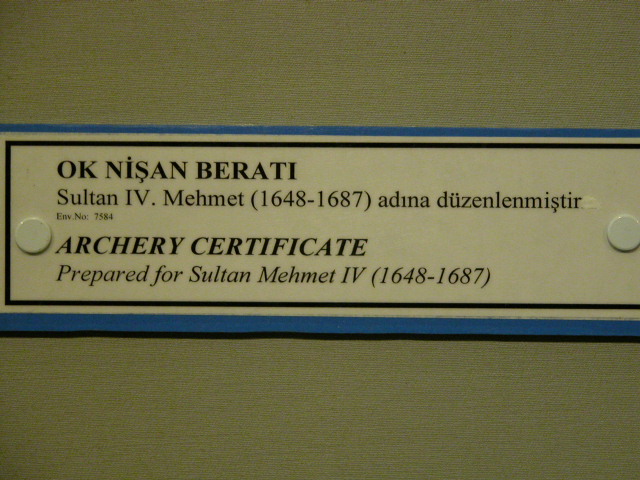 OK NİŞAN BERATI
Sultan IV. Mehmet (1648-1687) adına düzenlenmiştir
Env.No: 7584
ARCHERY CERTIFICATE
Prepared for Sultan Mehmet IV (1648-1687)